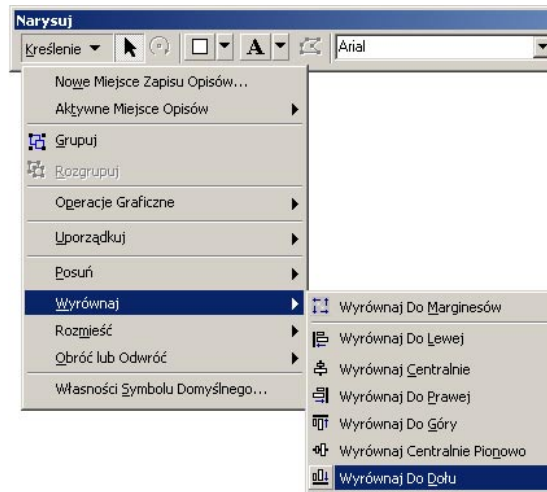 Narysuj
Kreślenie A Arial
Nowe Miejsce Zapisu Opisów...
Aktywne Miejsce Opisów
Grupuj
Rozgrupuj
Operacje Graficzne
Uporządkuj
Posuń
Wyrównaj
Rozmieść
Obróć lub Odwróć
Własności Symbolu Domyślnego...
Wyrównaj Do Marginesów
Wyrównaj Do Lewej
Wyrównaj Centralnie
Wyrównaj Do Prawej
Wyrównaj Do Góry
Wyrównaj Centralnie Pionowo
Wyrównaj Do Dołu